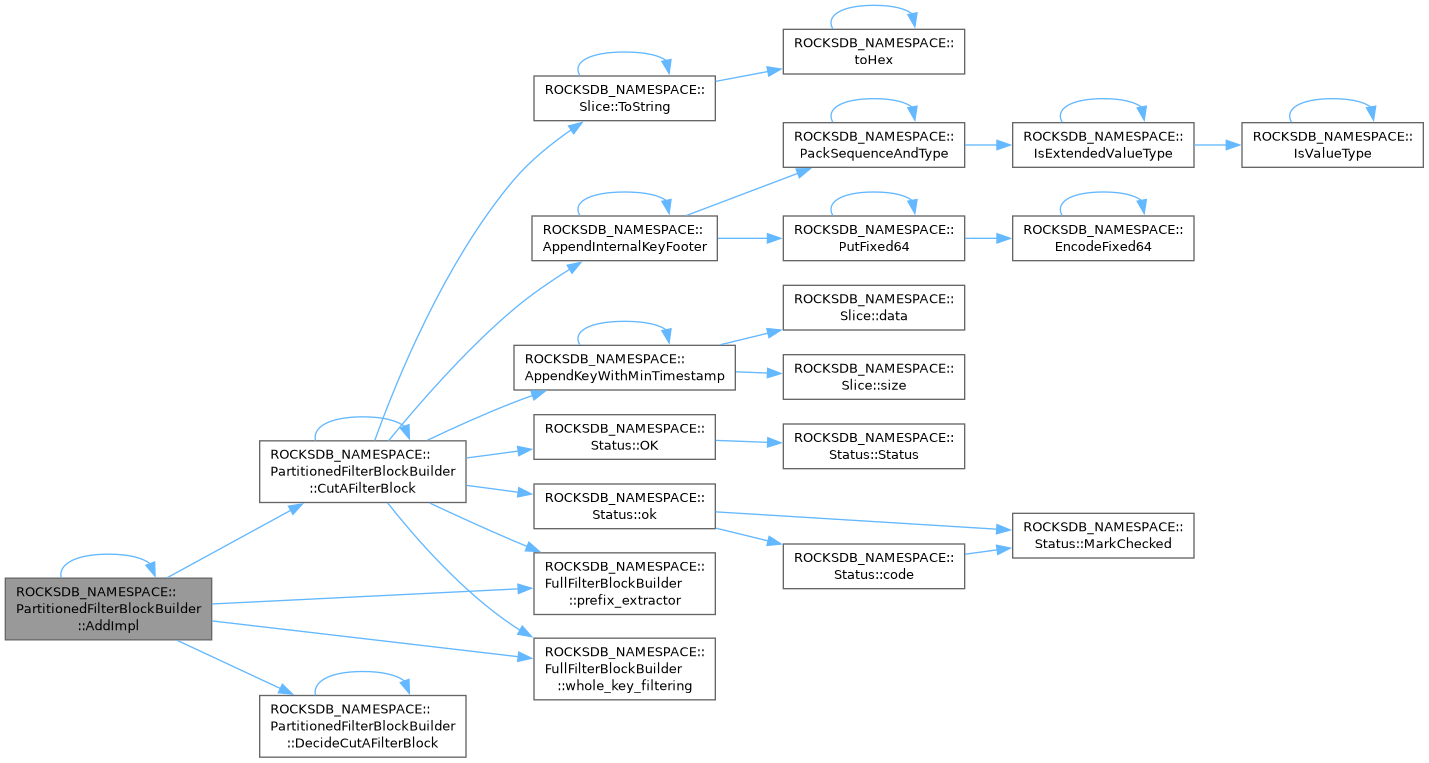 ROCKSDB_NAMESPACE::
PartitionedFilterBlockBuilder
::AddImpl
ROCKSDB_NAMESPACE::
PartitionedFilterBlockBuilder
::CutAFilterBlock
ROCKSDB_NAMESPACE::
PartitionedFilterBlockBuilder
::DecideCutAFilterBlock
ROCKSDB_NAMESPACE::
Slice::ToString
ROCKSDB_NAMESPACE::
AppendInternalKeyFooter
ROCKSDB_NAMESPACE::
AppendKeyWithMinTimestamp
ROCKSDB_NAMESPACE::
Status::OK
ROCKSDB_NAMESPACE::
Status::ok
ROCKSDB_NAMESPACE::
FullFilterBlockBuilder
::prefix_extractor
ROCKSDB_NAMESPACE::
FullFilterBlockBuilder
::whole_key_filtering
ROCKSDB_NAMESPACE::
toHex
ROCKSDB_NAMESPACE::
PackSequenceAndType
ROCKSDB_NAMESPACE::
PutFixed64
ROCKSDB_NAMESPACE::
Slice::data
ROCKSDB_NAMESPACE::
Slice::size
ROCKSDB_NAMESPACE::
Status::Status
ROCKSDB_NAMESPACE::
Status::code
ROCKSDB_NAMESPACE::
IsExtendedValueType
ROCKSDB_NAMESPACE::
EncodeFixed64
ROCKSDB_NAMESPACE::
Status::MarkChecked
ROCKSDB_NAMESPACE::
IsValueType